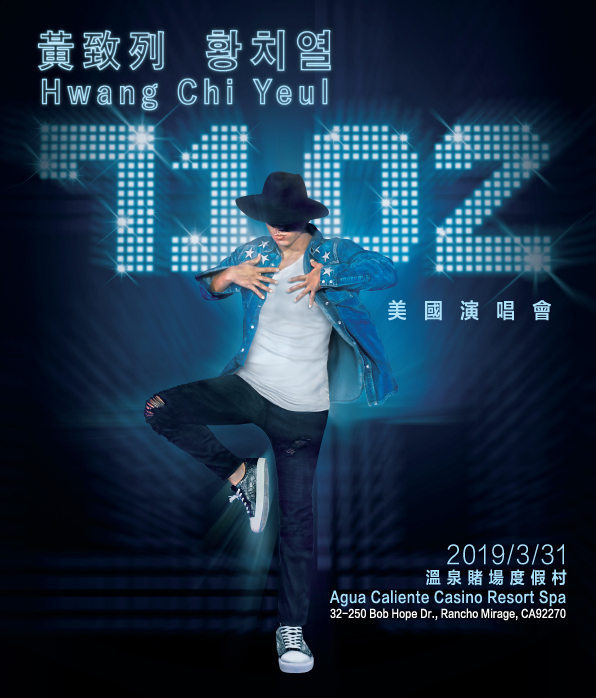 黃致列 황치열
Hwang Chi Yeul
7102
美國演唱會
2019/3/31
溫泉賭場度假村
Agua Caliente Casino Resort Spa
32-250 Bob Hope Dr., Rancho Mirage, CA92270